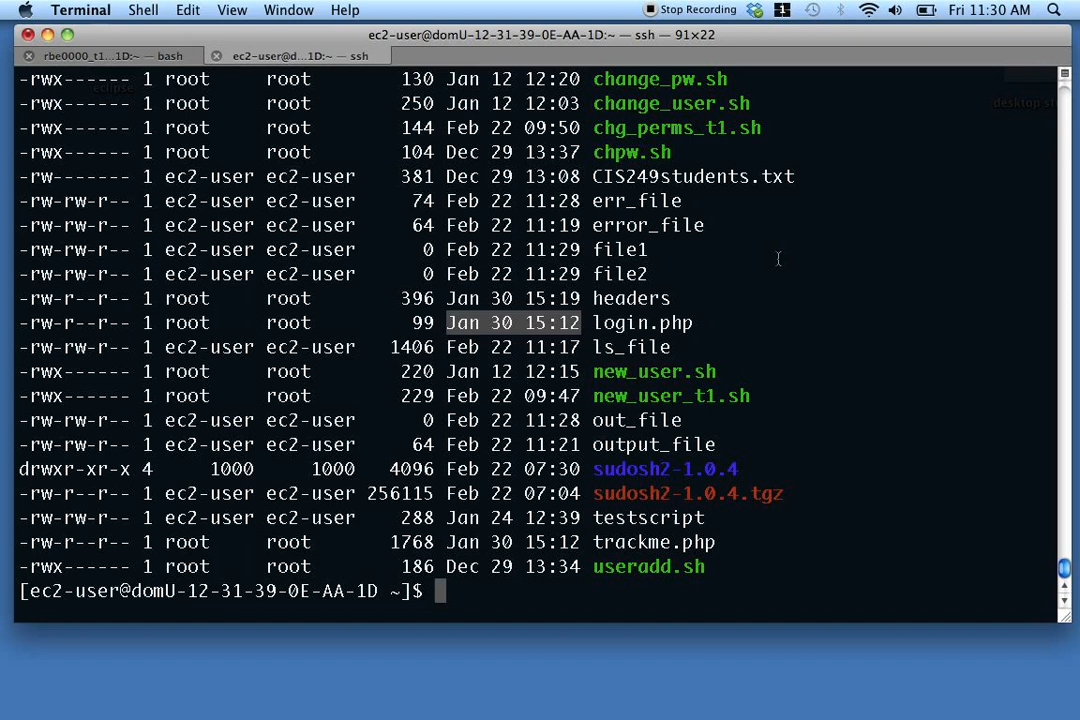 Terminal Shell Edit View Window Help Stop Recording 1 Fri 11:30 AM
ec2-user@domU-12-31-39-0E-AA-1D:~ — ssh — 91×22
rbe0000_t1...1D:~ — bash ec2-user@d...1D:~ — ssh
-rwx------ 1 root root 130 Jan 12 12:20 change_pw.sh
-rwx------ 1 root root 250 Jan 12 12:03 change_user.sh
-rwx------ 1 root root 144 Feb 22 09:50 chg_perms_t1.sh
-rwx------ 1 root root 104 Dec 29 13:37 chpw.sh
-rw------- 1 ec2-user ec2-user 381 Dec 29 13:08 CIS249students.txt
-rw-rw-r-- 1 ec2-user ec2-user 74 Feb 22 11:28 err_file
-rw-rw-r-- 1 ec2-user ec2-user 64 Feb 22 11:19 error_file
-rw-rw-r-- 1 ec2-user ec2-user 0 Feb 22 11:29 file1
-rw-rw-r-- 1 ec2-user ec2-user 0 Feb 22 11:29 file2
-rw-r--r-- 1 root root 396 Jan 30 15:19 headers
-rw-r--r-- 1 root root 99 Jan 30 15:12 login.php
-rw-rw-r-- 1 ec2-user ec2-user 1406 Feb 22 11:17 ls_file
-rwx------ 1 root root 220 Jan 12 12:15 new_user.sh
-rwx------ 1 root root 229 Feb 22 09:47 new_user_t1.sh
-rw-rw-r-- 1 ec2-user ec2-user 0 Feb 22 11:28 out_file
-rw-rw-r-- 1 ec2-user ec2-user 64 Feb 22 11:21 output_file
drwxr-xr-x 4 1000 1000 4096 Feb 22 07:30 sudosh2-1.0.4
-rw-r--r-- 1 ec2-user ec2-user 256115 Feb 22 07:04 sudosh2-1.0.4.tgz
-rw-rw-r-- 1 ec2-user ec2-user 288 Jan 24 12:39 testscript
-rw-r--r-- 1 root root 1768 Jan 30 15:12 trackme.php
-rwx------ 1 root root 186 Dec 29 13:34 useradd.sh
[ec2-user@domU-12-31-39-0E-AA-1D ~]$
eclipse